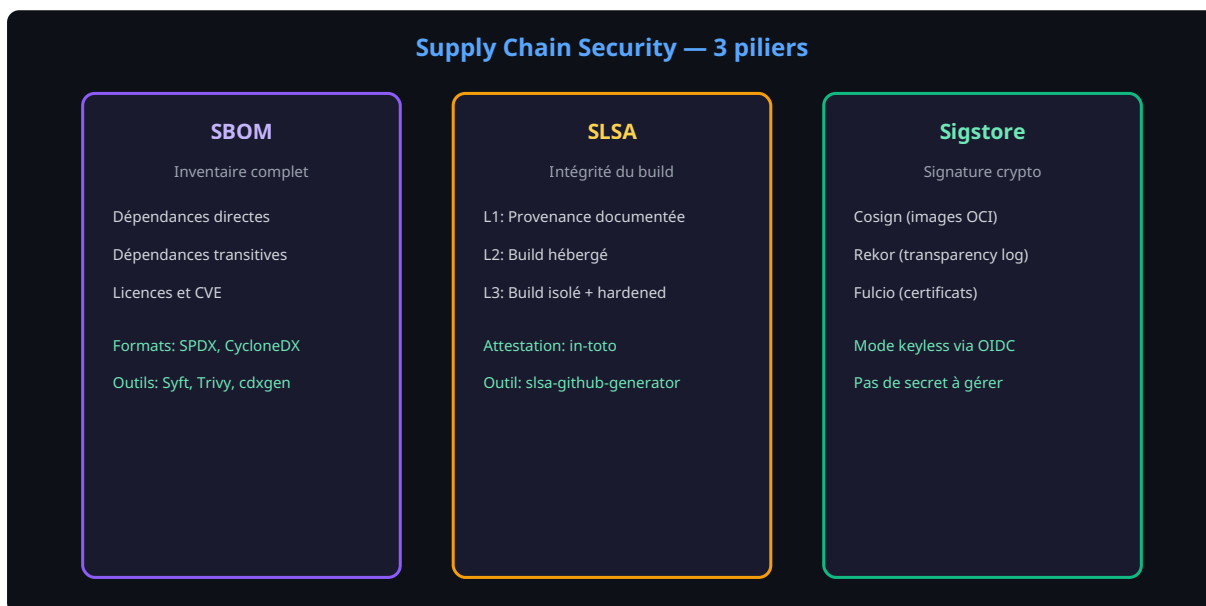 Supply Chain Security — 3 piliers
SBOM
Inventaire complet
Dépendances directes
Dépendances transitives
Licences et CVE
Formats: SPDX, CycloneDX
Outils: Syft, Trivy, cdxgen
SLSA
Intégrité du build
L1: Provenance documentée
L2: Build hébergé
L3: Build isolé + hardened
Attestation: in-toto
Outil: slsa-github-generator
Sigstore
Signature crypto
Cosign (images OCI)
Rekor (transparency log)
Fulcio (certificats)
Mode keyless via OIDC
Pas de secret à gérer